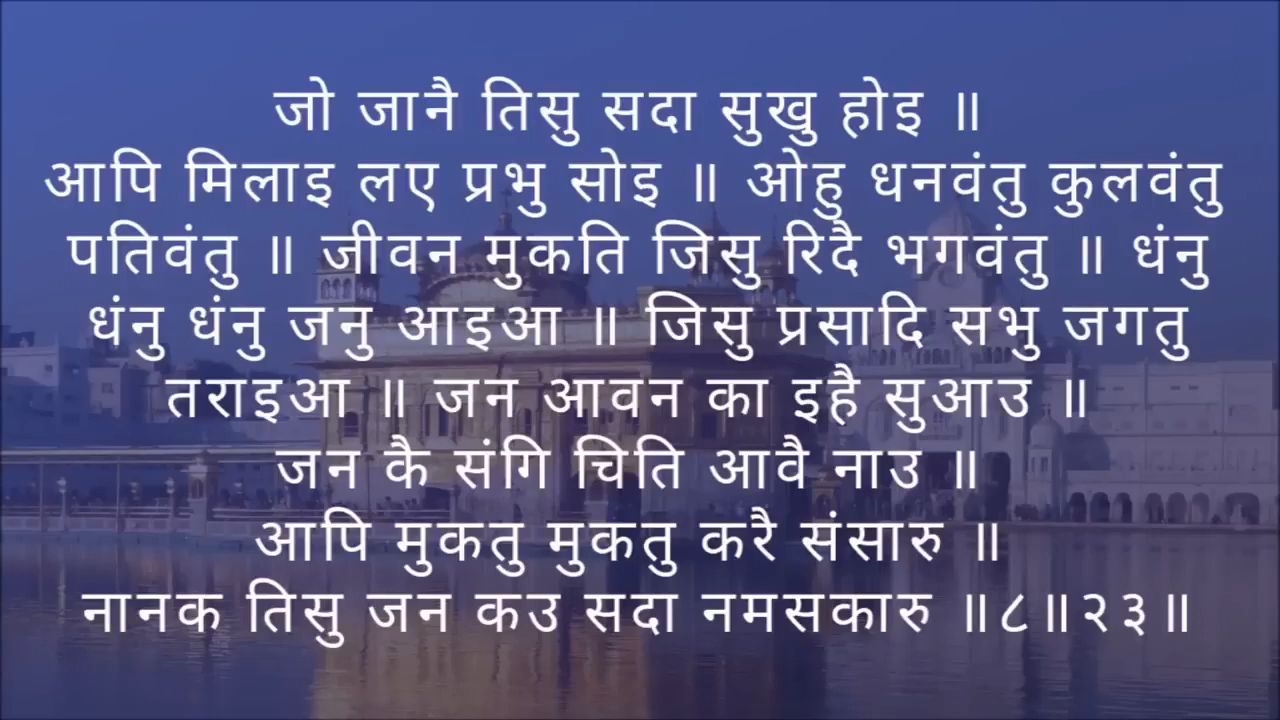 जो जानै तिसु सदा सुखु होइ ॥
आपि मिलाइ लए प्रभु सोइ ॥ ओहु धनवंतु कुलवंतु
पतिवंतु ॥ जीवन मुकति जिसु रिदै भगवंतु ॥ धंनु
धंनु धंनु जनु आइआ ॥ जिसु प्रसादि सभु जगतु
तराइआ ॥ जन आवन का इहै सुआउ ॥
जन कै संगि चिति आवै नाउ ॥
आपि मुकतु मुकतु करै संसारु ॥
नानक तिसु जन कउ सदा नमसकारु ॥८॥२३॥